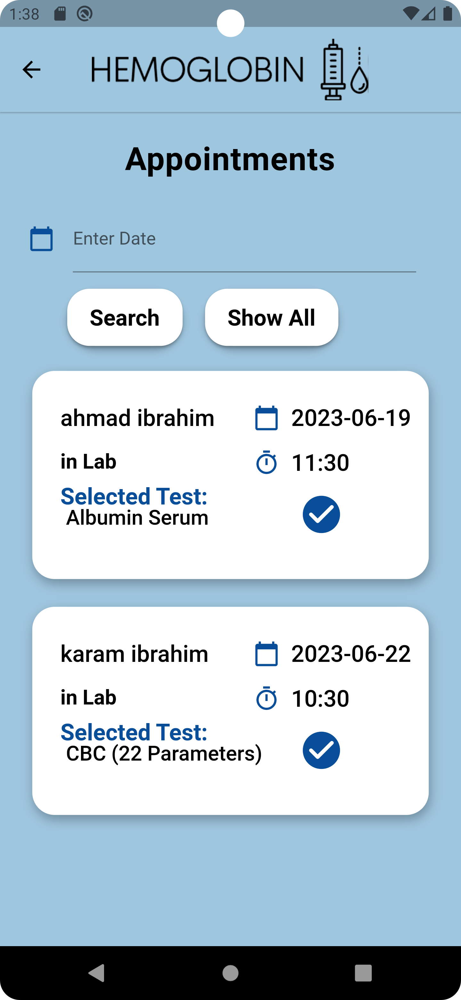 1:38
HEMOGLOBIN
Appointments
Enter Date
Search Show All
ahmad ibrahim 2023-06-19
in Lab 11:30
Selected Test:
Albumin Serum
karam ibrahim 2023-06-22
in Lab 10:30
Selected Test:
CBC (22 Parameters)